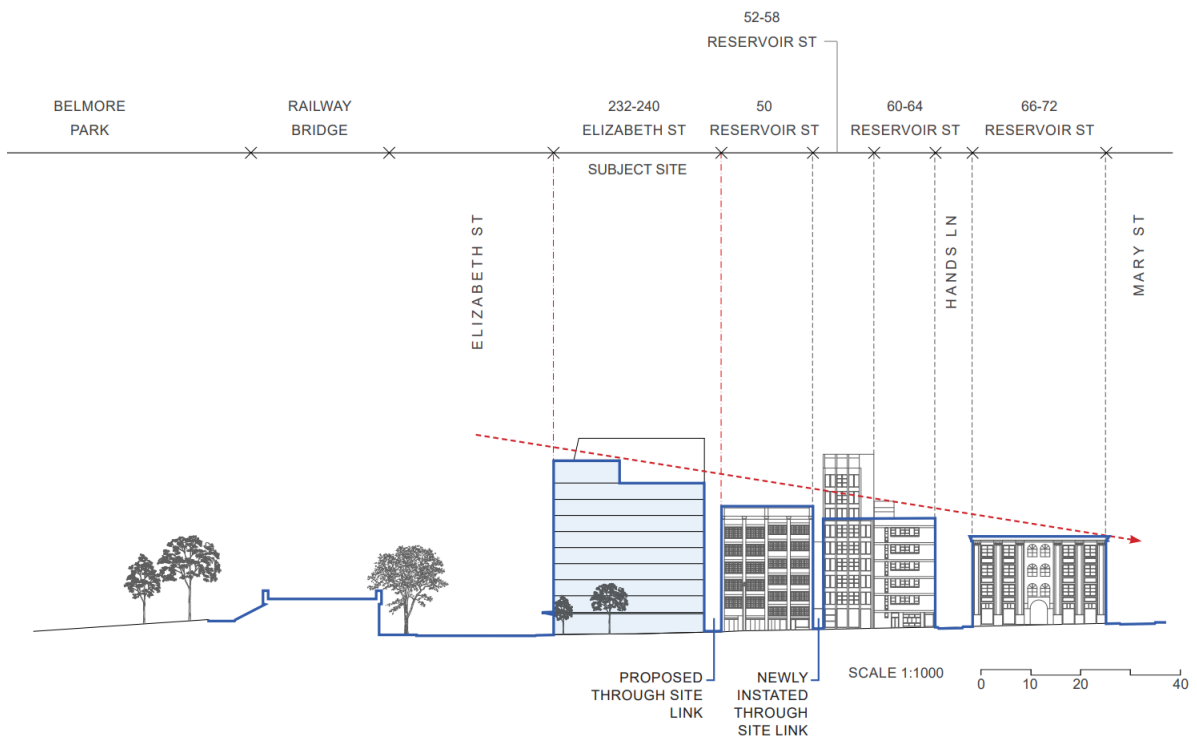 52-58
RESERVOIR ST
BELMORE
PARK
RAILWAY
BRIDGE
232-240
ELIZABETH ST
50
RESERVOIR ST
60-64
RESERVOIR ST
66-72
RESERVOIR ST
SUBJECT SITE
ELIZABETH ST
HANDS LN
MARY ST
PROPOSED
THROUGH SITE
LINK
NEWLY
INSTATED
THROUGH
SITE LINK
SCALE 1:1000
0 10 20 40